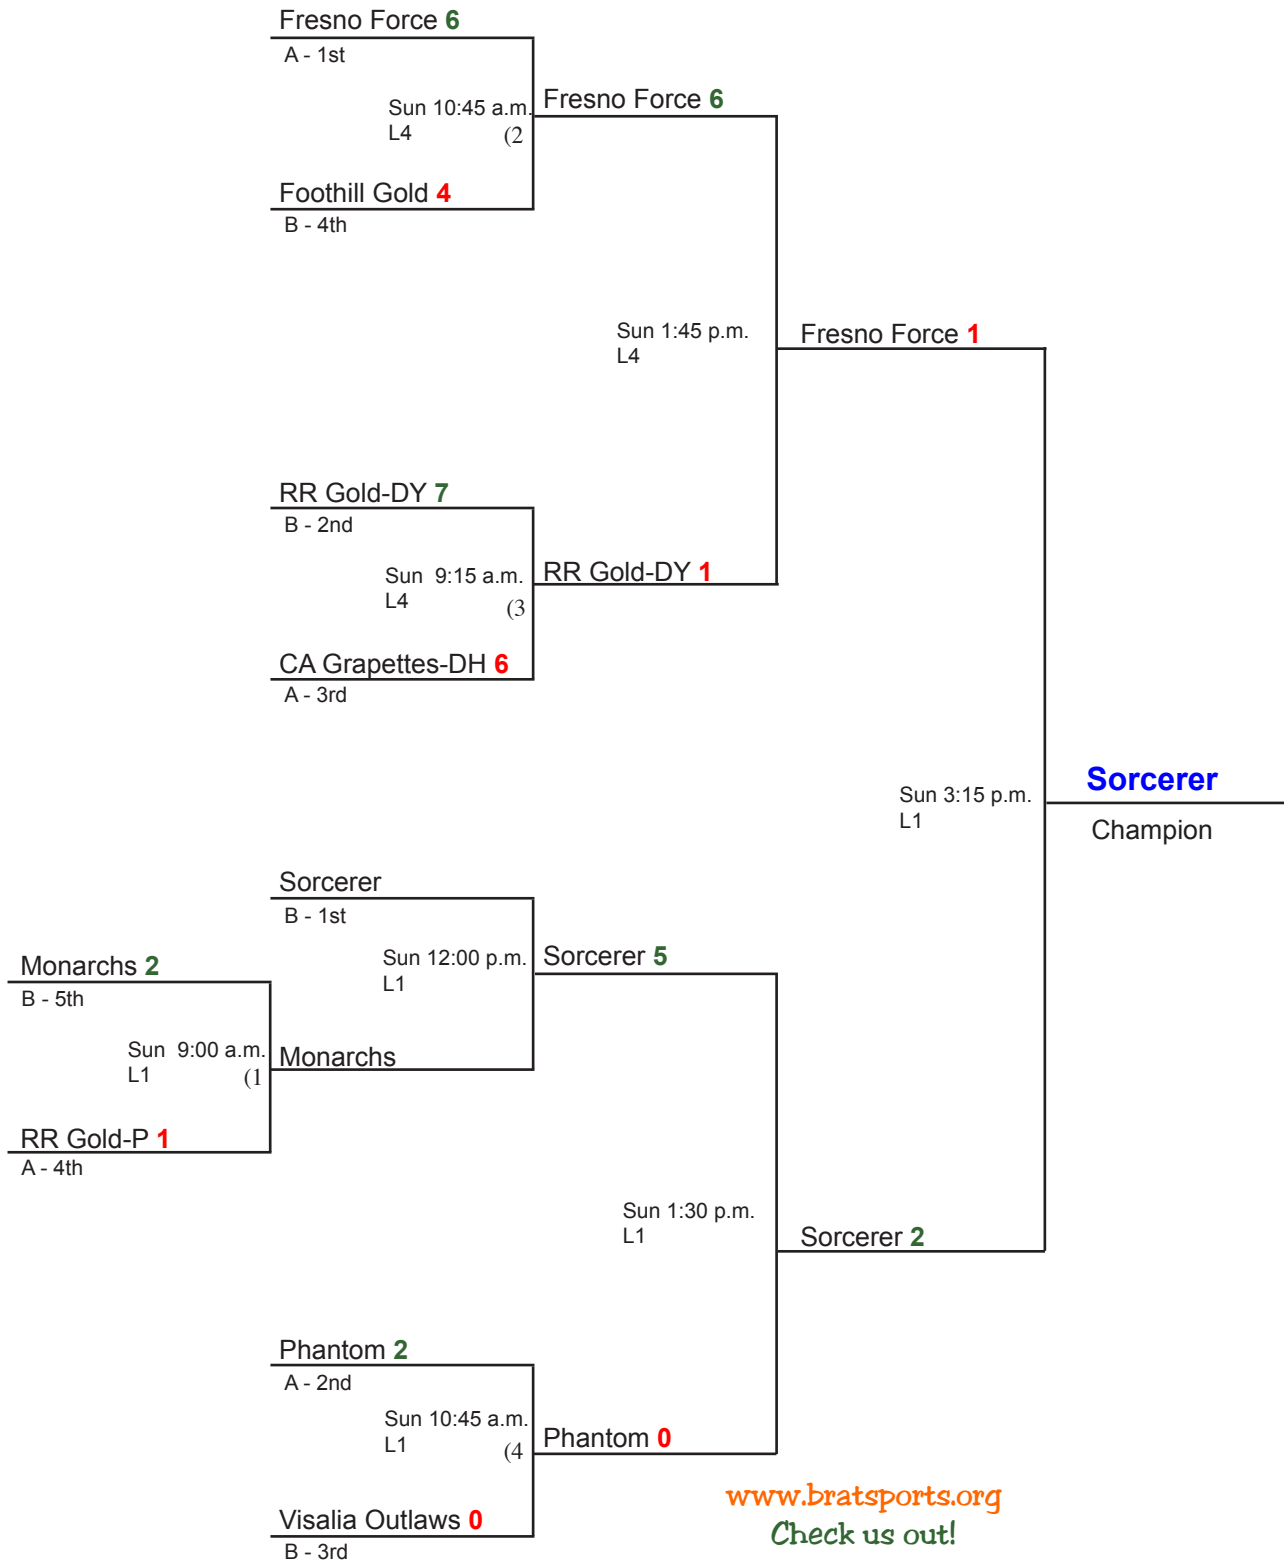 Fresno Force 6
A - 1st
Sun 10:45 a.m.
L4 (2
Fresno Force 6
Foothill Gold 4
B - 4th
Sun 1:45 p.m.
L4
Fresno Force 1
RR Gold-DY 7
B - 2nd
Sun 9:15 a.m.
L4 (3
RR Gold-DY 1
CA Grapettes-DH 6
A - 3rd
Sun 3:15 p.m.
L1
Sorcerer
Champion
Sorcerer
B - 1st
Sun 12:00 p.m.
L1
Sorcerer 5
Monarchs 2
B - 5th
Sun 9:00 a.m.
L1 (1
Monarchs
RR Gold-P 1
A - 4th
Sun 1:30 p.m.
L1
Sorcerer 2
Phantom 2
A - 2nd
Sun 10:45 a.m.
L1 (4
Phantom 0
Visalia Outlaws 0
B - 3rd
www.bratsports.org
Check us out!